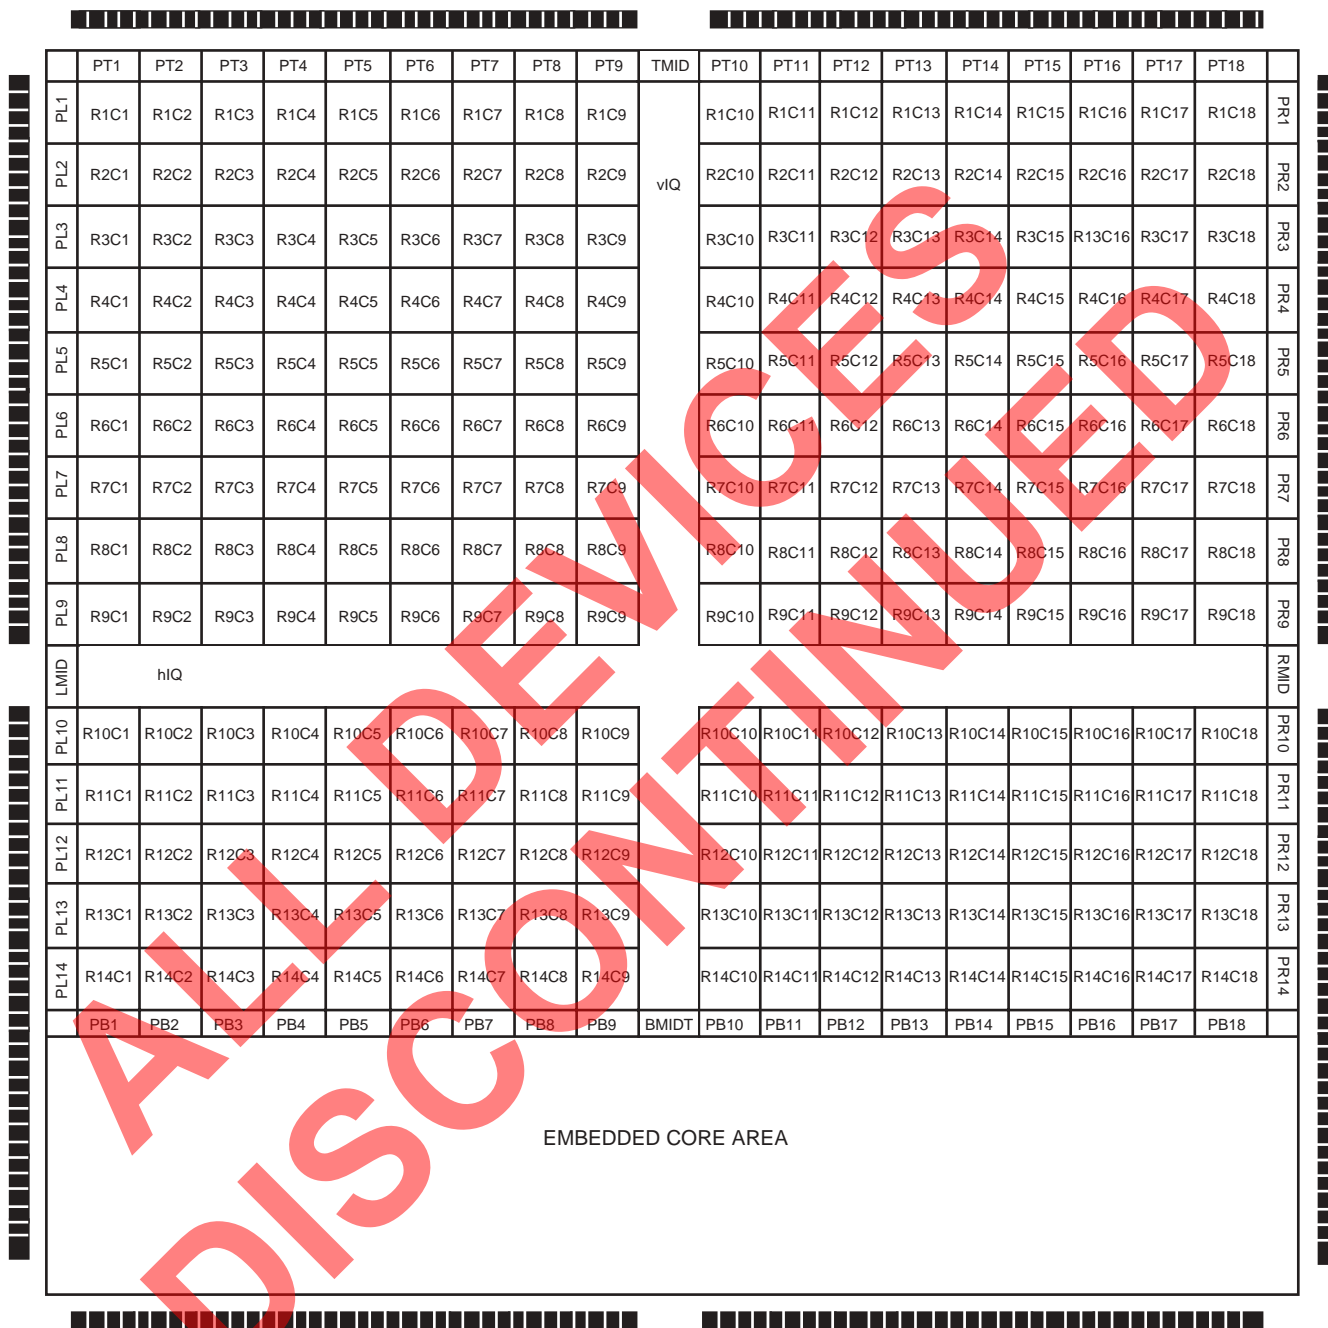 PT1 PT2 PT3 PT4 PT5 PT6 PT7 PT8 PT9 TMID PT10 PT11 PT12 PT13 PT14 PT15 PT16 PT17 PT18
PL1 R1C1 R1C2 R1C3 R1C4 R1C5 R1C6 R1C7 R1C8 R1C9 R1C10 R1C11 R1C12 R1C13 R1C14 R1C15 R1C16 R1C17 R1C18 PR1
PL2 R2C1 R2C2 R2C3 R2C4 R2C5 R2C6 R2C7 R2C8 R2C9 vIQ R2C10 R2C11 R2C12 R2C13 R2C14 R2C15 R2C16 R2C17 R2C18 PR2
PL3 R3C1 R3C2 R3C3 R3C4 R3C5 R3C6 R3C7 R3C8 R3C9 R3C10 R3C11 R3C12 R3C13 R3C14 R3C15 R13C16 R3C17 R3C18 PR3
PL4 R4C1 R4C2 R4C3 R4C4 R4C5 R4C6 R4C7 R4C8 R4C9 R4C10 R4C11 R4C12 R4C13 R4C14 R4C15 R4C16 R4C17 R4C18 PR4
PL5 R5C1 R5C2 R5C3 R5C4 R5C5 R5C6 R5C7 R5C8 R5C9 R5C10 R5C11 R5C12 R5C13 R5C14 R5C15 R5C16 R5C17 R5C18 PR5
PL6 R6C1 R6C2 R6C3 R6C4 R6C5 R6C6 R6C7 R6C8 R6C9 R6C10 R6C11 R6C12 R6C13 R6C14 R6C15 R6C16 R6C17 R6C18 PR6
PL7 R7C1 R7C2 R7C3 R7C4 R7C5 R7C6 R7C7 R7C8 R7C9 R7C10 R7C11 R7C12 R7C13 R7C14 R7C15 R7C16 R7C17 R7C18 PR7
PL8 R8C1 R8C2 R8C3 R8C4 R8C5 R8C6 R8C7 R8C8 R8C9 R8C10 R8C11 R8C12 R8C13 R8C14 R8C15 R8C16 R8C17 R8C18 PR8
PL9 R9C1 R9C2 R9C3 R9C4 R9C5 R9C6 R9C7 R9C8 R9C9 R9C10 R9C11 R9C12 R9C13 R9C14 R9C15 R9C16 R9C17 R9C18 PR9
LMID hIQ RMID
PL10 R10C1 R10C2 R10C3 R10C4 R10C5 R10C6 R10C7 R10C8 R10C9 R10C10 R10C11 R10C12 R10C13 R10C14 R10C15 R10C16 R10C17 R10C18 PR10
PL11 R11C1 R11C2 R11C3 R11C4 R11C5 R11C6 R11C7 R11C8 R11C9 R11C10 R11C11 R11C12 R11C13 R11C14 R11C15 R11C16 R11C17 R11C18 PR11
PL12 R12C1 R12C2 R12C3 R12C4 R12C5 R12C6 R12C7 R12C8 R12C9 R12C10 R12C11 R12C12 R12C13 R12C14 R12C15 R12C16 R12C17 R12C18 PR12
PL13 R13C1 R13C2 R13C3 R13C4 R13C5 R13C6 R13C7 R13C8 R13C9 R13C10 R13C11 R13C12 R13C13 R13C14 R13C15 R13C16 R13C17 R13C18 PR13
PL14 R14C1 R14C2 R14C3 R14C4 R14C5 R14C6 R14C7 R14C8 R14C9 R14C10 R14C11 R14C12 R14C13 R14C14 R14C15 R14C16 R14C17 R14C18 PR14
PB1 PB2 PB3 PB4 PB5 PB6 PB7 PB8 PB9 BMIDT PB10 PB11 PB12 PB13 PB14 PB15 PB16 PB17 PB18
EMBEDDED CORE AREA
ALL DEVICES
DISCONTINUED